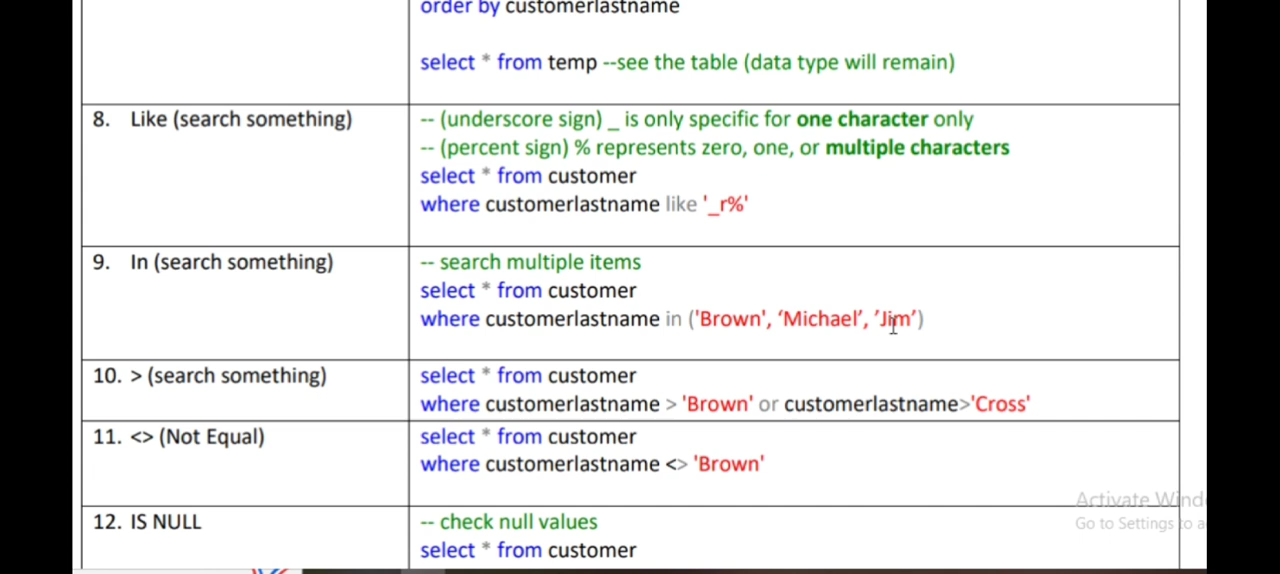 order by customerlastname
select * from temp --see the table (data type will remain)
8. Like (search something)
-- (underscore sign) _ is only specific for one character only
-- (percent sign) % represents zero, one, or multiple characters
select * from customer
where customerlastname like '_r%'
9. In (search something)
-- search multiple items
select * from customer
where customerlastname in ('Brown', ‘Michael’, ’Jim’)
10. > (search something)
select * from customer
where customerlastname > 'Brown' or customerlastname>'Cross'
11. <> (Not Equal)
select * from customer
where customerlastname <> 'Brown'
12. IS NULL
-- check null values
select * from customer
Activate Wind
Go to Settings to a